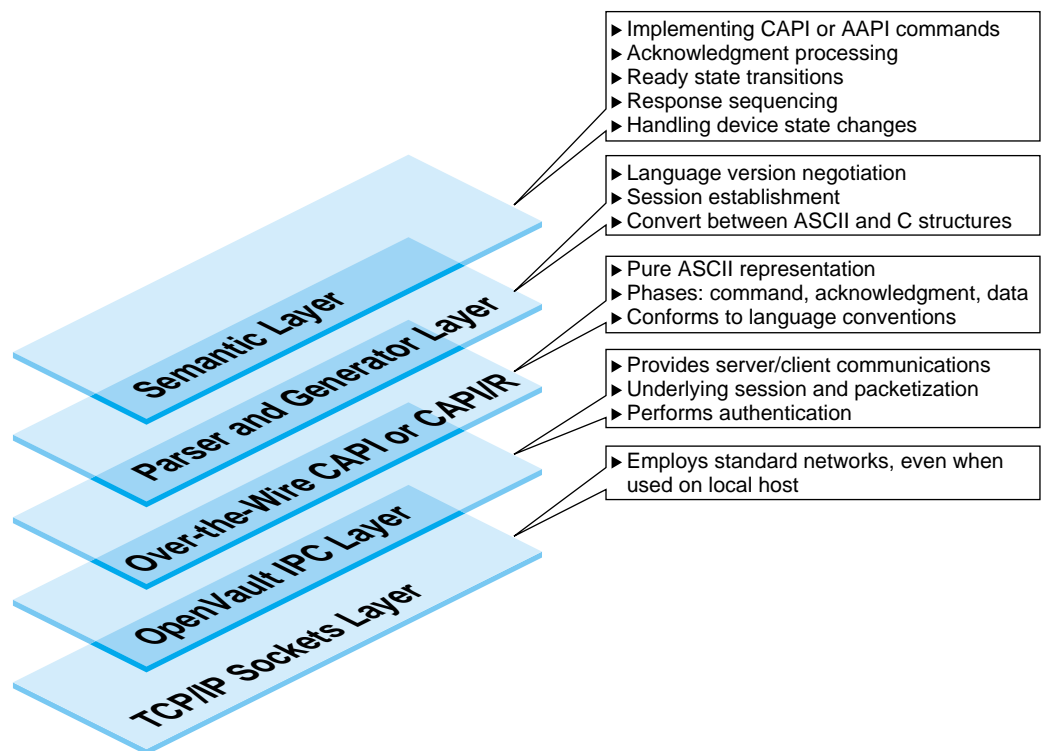 ▶ Implementing CAPI or AAPI commands
▶ Acknowledgment processing
▶ Ready state transitions
▶ Response sequencing
▶ Handling device state changes
▶ Language version negotiation
▶ Session establishment
▶ Convert between ASCII and C structures
▶ Pure ASCII representation
▶ Phases: command, acknowledgment, data
▶ Conforms to language conventions
▶ Provides server/client communications
▶ Underlying session and packetization
▶ Performs authentication
▶ Employs standard networks, even when
used on local host
Semantic Layer
Parser and Generator Layer
Over-the-Wire CAPI or CAPI/R
OpenVault IPC Layer
TCP/IP Sockets Layer